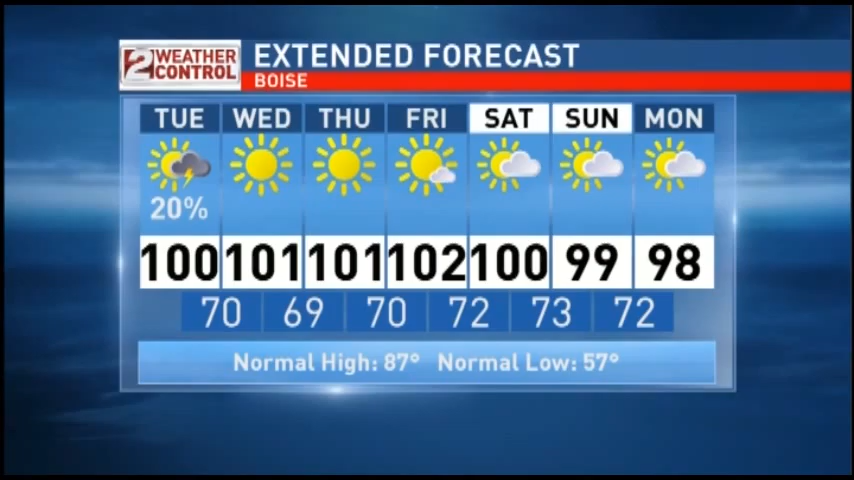 2 WEATHER
CONTROL
EXTENDED FORECAST
BOISE
TUE WED THU FRI SAT SUN MON
20%
100 101 101 102 100 99 98
70 69 70 72 73 72
Normal High: 87° Normal Low: 57°